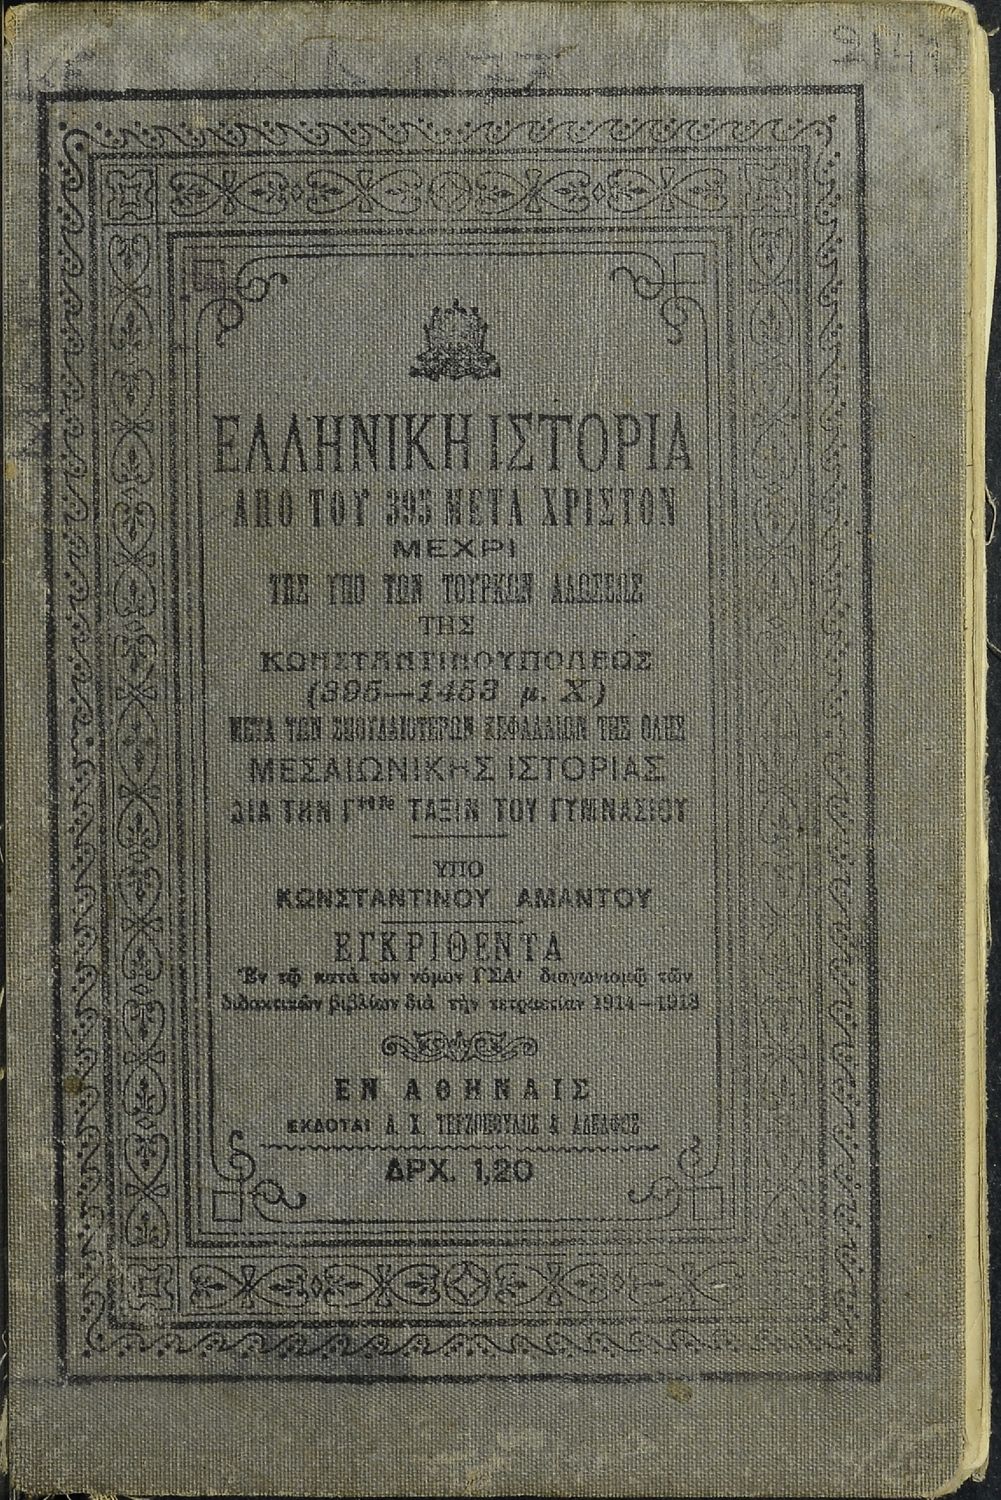 ΕΛΛΗΝΙΚΗ ΙΣΤΟΡΙΑ
ΑΠΟ ΤΟΥ 395 ΜΕΤΑ ΧΡΙΣΤΟΝ
ΜΕΧΡΙ
ΤΗΣ ΥΠΟ ΤΩΝ ΤΟΥΡΚΩΝ ΑΛΩΣΕΩΣ
ΤΗΣ
ΚΩΝΣΤΑΝΤΙΝΟΥΠΟΛΕΩΣ
(395—1453 μ. Χ.)
ΜΕΤΑ ΤΩΝ ΣΠΟΥΔΑΙΟΤΕΡΩΝ ΚΕΦΑΛΑΙΩΝ ΤΗΣ ΟΛΗΣ
ΜΕΣΑΙΩΝΙΚΗΣ ΙΣΤΟΡΙΑΣ
ΔΙΑ ΤΗΝ Γᴴᴺ ΤΑΞΙΝ ΤΟΥ ΓΥΜΝΑΣΙΟΥ
ΥΠΟ
ΚΩΝΣΤΑΝΤΙΝΟΥ ΑΜΑΝΤΟΥ
ΕΓΚΡΙΘΕΝΤΑ
Ἐν τῷ κατὰ τὸν νόμον ΓΣΑ' διαγωνισμῷ τῶν
διδακτικῶν βιβλίων διὰ τὴν τετραετίαν 1914—1918
ΕΝ ΑΘΗΝΑΙΣ
ΕΚΔΟΤΑΙ Δ. Χ. ΤΕΡΖΟΠΟΥΛΟΣ & ΑΔΕΛΦΟΣ
ΔΡΧ. 1,20